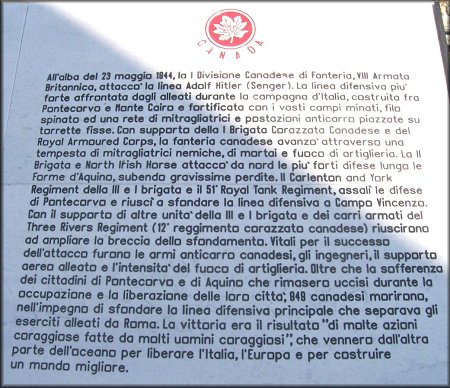 CANADA
All'alba del 23 maggio 1944, la I Divisione Canadese di Fanteria, VIII Armata
Britannica, attacca' la linea Adolf Hitler (Senger). La linea difensiva piu'
forte affrontata dagli alleati durante la campagna d'Italia, costruita fra
Pontecorvo e Monte Cairo e fortificata con i vasti campi minati, filo
spinato ed una rete di mitragliatrici e postazioni anticarro piazzate su
torrette fisse. Con supporto della I Brigata Corazzata Canadese e del
Royal Armoured Corps, la fanteria canadese avanzo' attraverso una
tempesta di mitragliatrici nemiche, di mortai e fuoco di artiglieria. La II
Brigata e North Irish Horse attacco' da nord le piu' forti difese lungo le
Forme d'Aquino, subendo gravissime perdite. Il Carlenton and York
Regiment della III e I brigata e il 51° Royal Tank Regiment, assali' le difese
di Pontecorvo e riusci' a sfondare la linea difensiva a Campo Vincenzo.
Con il supporto di altre unita' della III e I brigata e dei carri armati del
Three Rivers Regiment (12° reggimento corazzato canadese) riuscirono
ad ampliare la breccia dello sfondamento. Vitali per il successo
dell'attacco furono le armi anticarro canadesi, gli ingegneri, il supporto
aereo alleato e l'intensita' del fuoco di artiglieria. Oltre che la sofferenza
dei cittadini di Pontecorvo e di Aquino che rimasero uccisi durante la
occupazione e la liberazione delle loro citta', 949 canadesi morirono,
nell'impegno di sfondare la linea difensiva principale che separava gli
eserciti alleati da Roma. La vittoria era il risultato "di molte azioni
coraggiose fatte da molti uomini coraggiosi", che vennero dall'altra
parte dell'oceano per liberare l'Italia, l'Europa e per costruire
un mondo migliore.